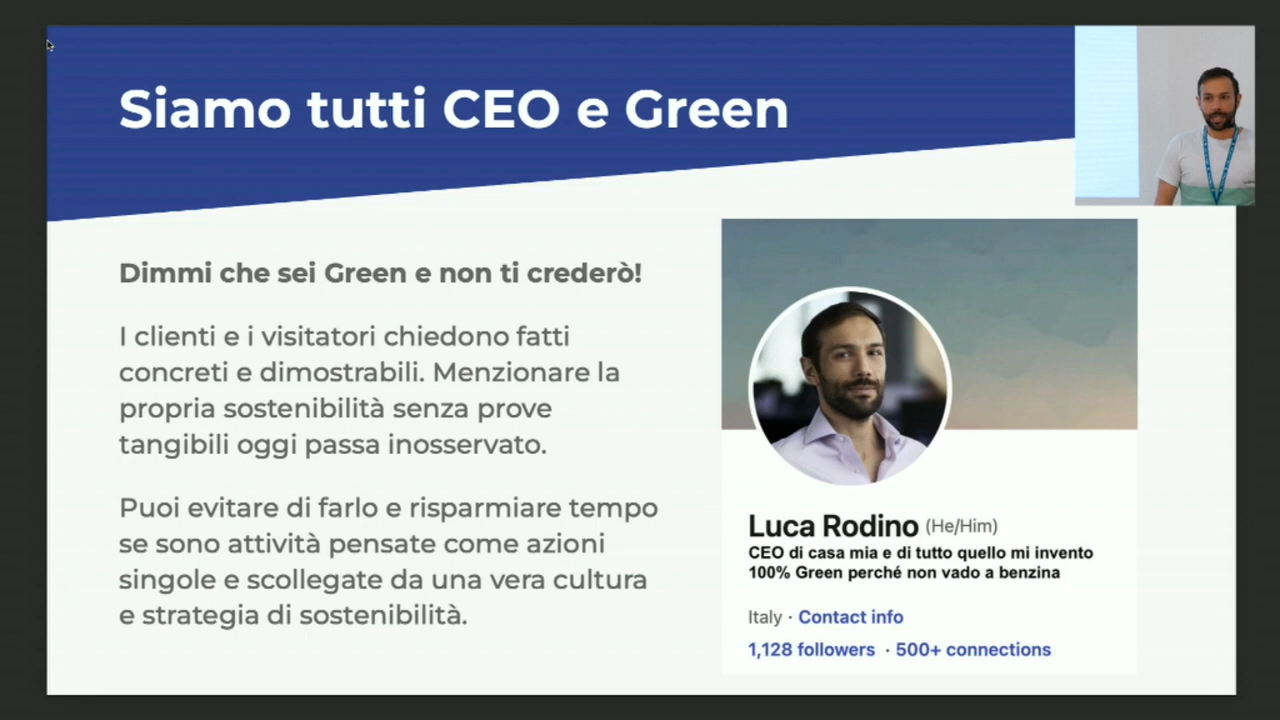 Siamo tutti CEO e Green
Dimmi che sei Green e non ti crederò!
I clienti e i visitatori chiedono fatti
concreti e dimostrabili. Menzionare la
propria sostenibilità senza prove
tangibili oggi passa inosservato.
Puoi evitare di farlo e risparmiare tempo
se sono attività pensate come azioni
singole e scollegate da una vera cultura
e strategia di sostenibilità.
Luca Rodino (He/Him)
CEO di casa mia e di tutto quello mi invento
100% Green perché non vado a benzina
Italy · Contact info
1,128 followers · 500+ connections